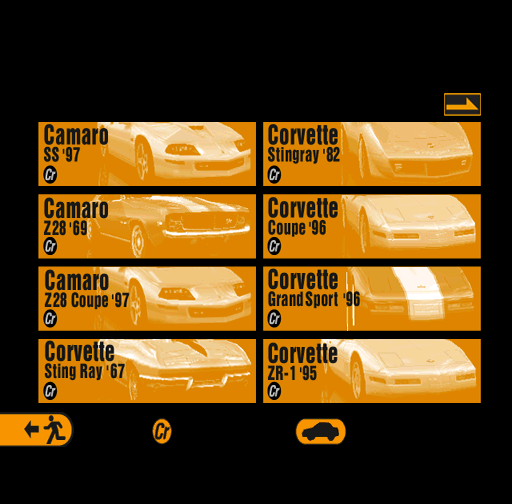 Camaro
SS '97
Cr
Corvette
Stingray '82
Cr
Camaro
Z28 '69
Cr
Corvette
Coupe '96
Cr
Camaro
Z28 Coupe '97
Cr
Corvette
Grand Sport '96
Cr
Corvette
Sting Ray '67
Cr
Corvette
ZR-1 '95
Cr
Cr